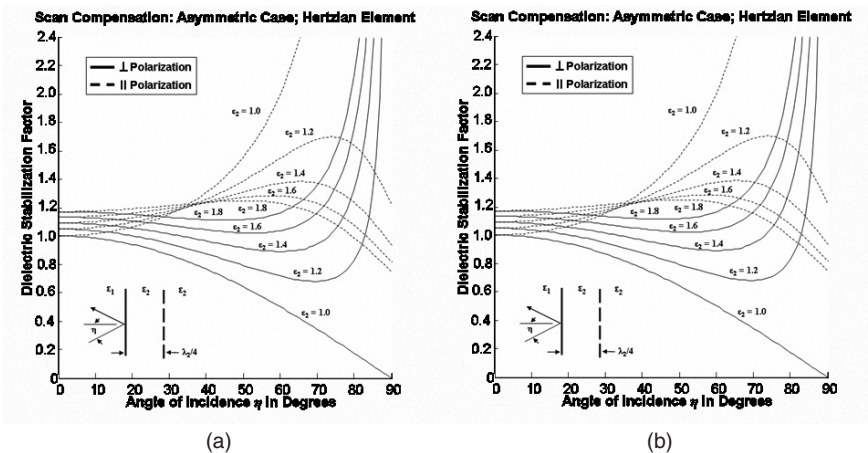 Scan Compensation: Asymmetric Case; Hertzian Element
Dielectric Stabilization Factor
2.4
2.2
2.0
1.8
1.6
1.4
1.2
1.0
0.8
0.6
0.4
0.2
0
⊥ Polarization
|| Polarization
ε2 = 1.0
ε2 = 1.2
ε2 = 1.4
ε2 = 1.6
ε2 = 1.8
ε2 = 1.8
ε2 = 1.6
ε2 = 1.4
ε2 = 1.2
ε2 = 1.0
ε1 ε2 ε2
η
λ2/4
0 10 20 30 40 50 60 70 80 90
Angle of Incidence η in Degrees
(a)
Scan Compensation: Asymmetric Case; Hertzian Element
Dielectric Stabilization Factor
2.4
2.2
2.0
1.8
1.6
1.4
1.2
1.0
0.8
0.6
0.4
0.2
0
⊥ Polarization
|| Polarization
ε2 = 1.0
ε2 = 1.2
ε2 = 1.4
ε2 = 1.6
ε2 = 1.8
ε2 = 1.8
ε2 = 1.6
ε2 = 1.4
ε2 = 1.2
ε2 = 1.0
ε1 ε2 ε2
η
λ2/4
0 10 20 30 40 50 60 70 80 90
Angle of Incidence η in Degrees
(b)